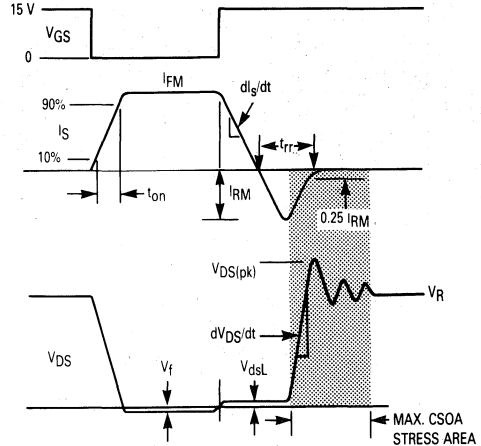 15 V
VGS
0
IFM
90%
dIs/dt
IS
trr
10%
ton
IRM
0.25 IRM
VDS(pk)
VR
dVDS/dt
VDS
Vf
VdsL
MAX. CSOA
STRESS AREA